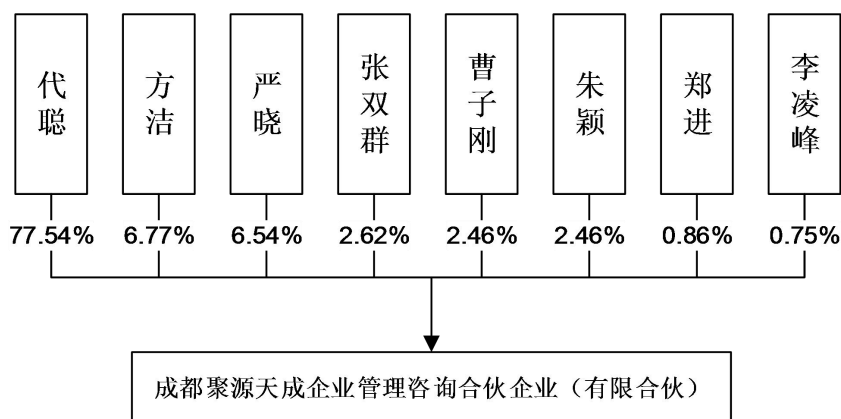 代聪
方洁
严晓
张双群
曹子刚
朱颖
郑进
李凌峰
77.54% 6.77% 6.54% 2.62% 2.46% 2.46% 0.86% 0.75%
成都聚源天成企业管理咨询合伙企业（有限合伙）